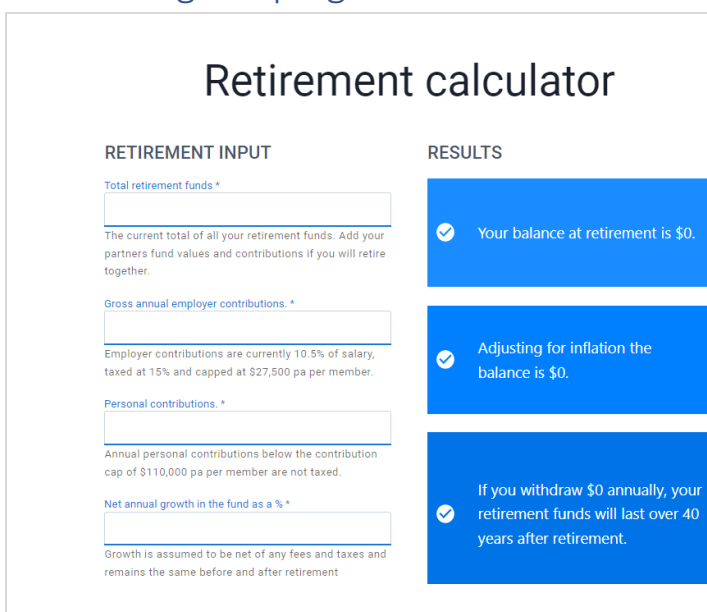 Retirement calculator
RETIREMENT INPUT
Total retirement funds *
The current total of all your retirement funds. Add your
partners fund values and contributions if you will retire
together.
Gross annual employer contributions. *
Employer contributions are currently 10.5% of salary,
taxed at 15% and capped at $27,500 pa per member.
Personal contributions. *
Annual personal contributions below the contribution
cap of $110,000 pa per member are not taxed.
Net annual growth in the fund as a % *
Growth is assumed to be net of any fees and taxes and
remains the same before and after retirement
RESULTS
Your balance at retirement is $0.
Adjusting for inflation the
balance is $0.
If you withdraw $0 annually, your
retirement funds will last over 40
years after retirement.